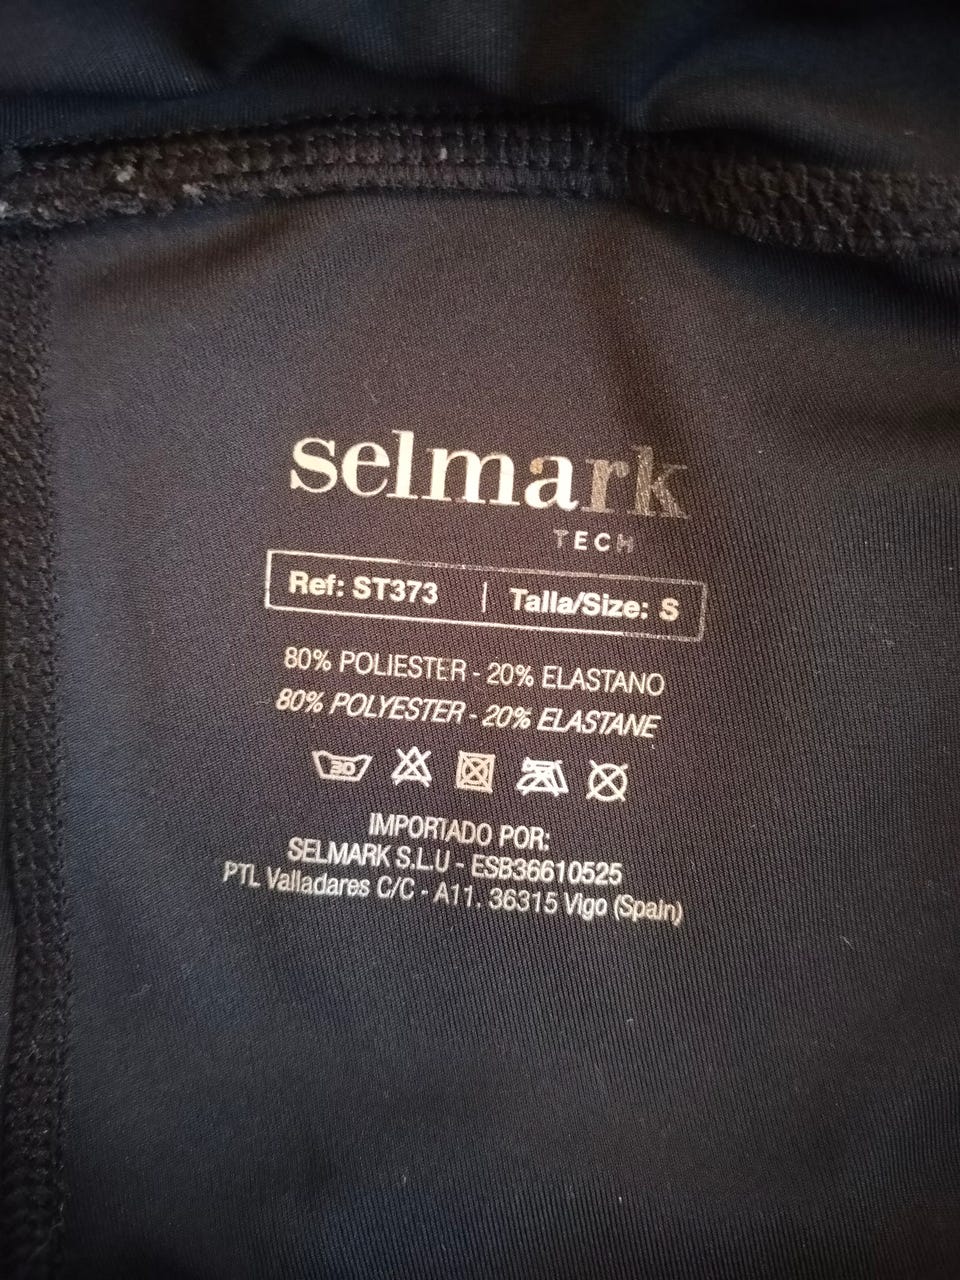 selmark
TECH
Ref: ST373 | Talla/Size: S
80% POLIESTER - 20% ELASTANO
80% POLYESTER - 20% ELASTANE
30
IMPORTADO POR:
SELMARK S.L.U - ESB36610525
PTL Valladares C/C - A11. 36315 Vigo (Spain)